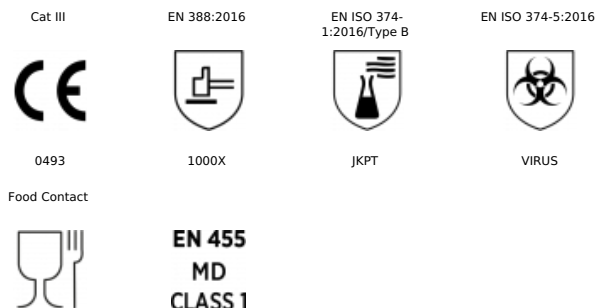 Cat III
EN 388:2016
EN ISO 374-
1:2016/Type B
EN ISO 374-5:2016
CE
0493
1000X
JKPT
VIRUS
Food Contact
EN 455
MD
CLASS 1